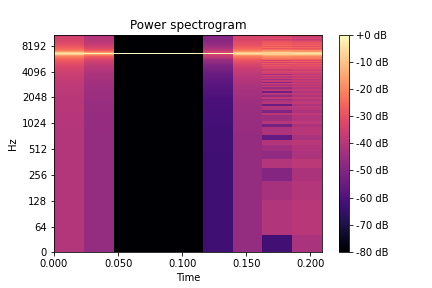 Power spectrogram
8192
4096
2048
1024
512
256
128
64
0
Hz
0.000 0.050 0.100 0.150 0.200
Time
+0 dB
-10 dB
-20 dB
-30 dB
-40 dB
-50 dB
-60 dB
-70 dB
-80 dB